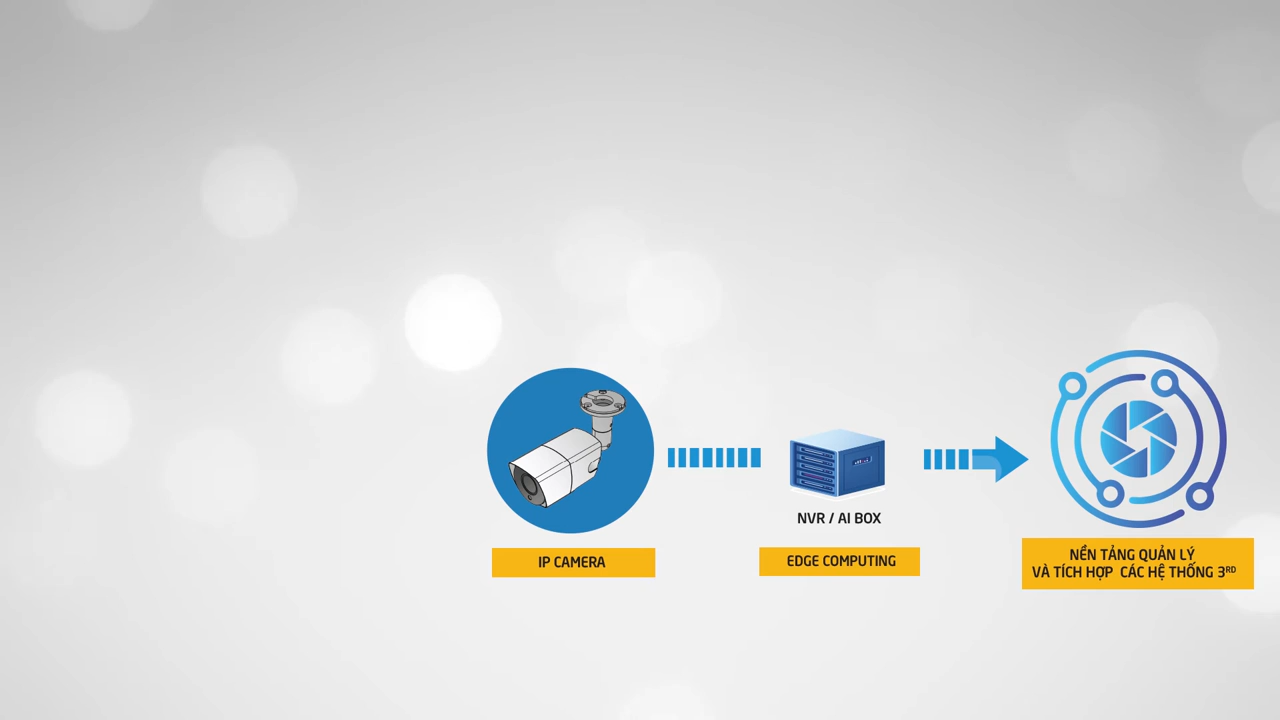 NVR / AI BOX
IP CAMERA
EDGE COMPUTING
NỀN TẢNG QUẢN LÝ
VÀ TÍCH HỢP CÁC HỆ THỐNG 3RD